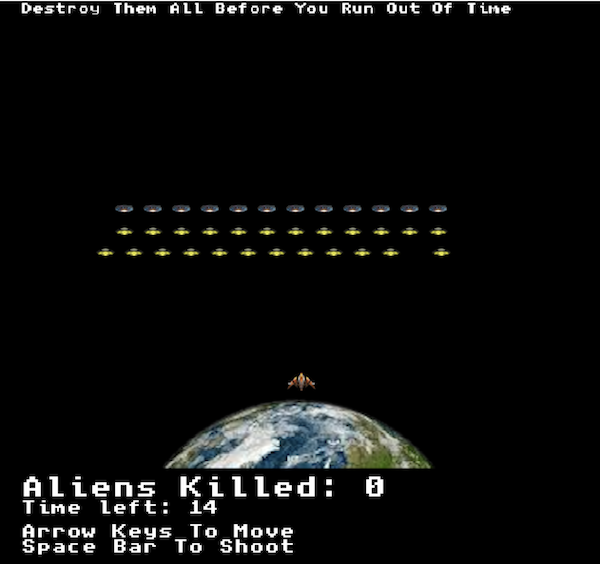 Destroy Them All Before You Run Out Of Time
Aliens Killed: 0
Time left: 14
Arrow Keys To Move
Space Bar To Shoot